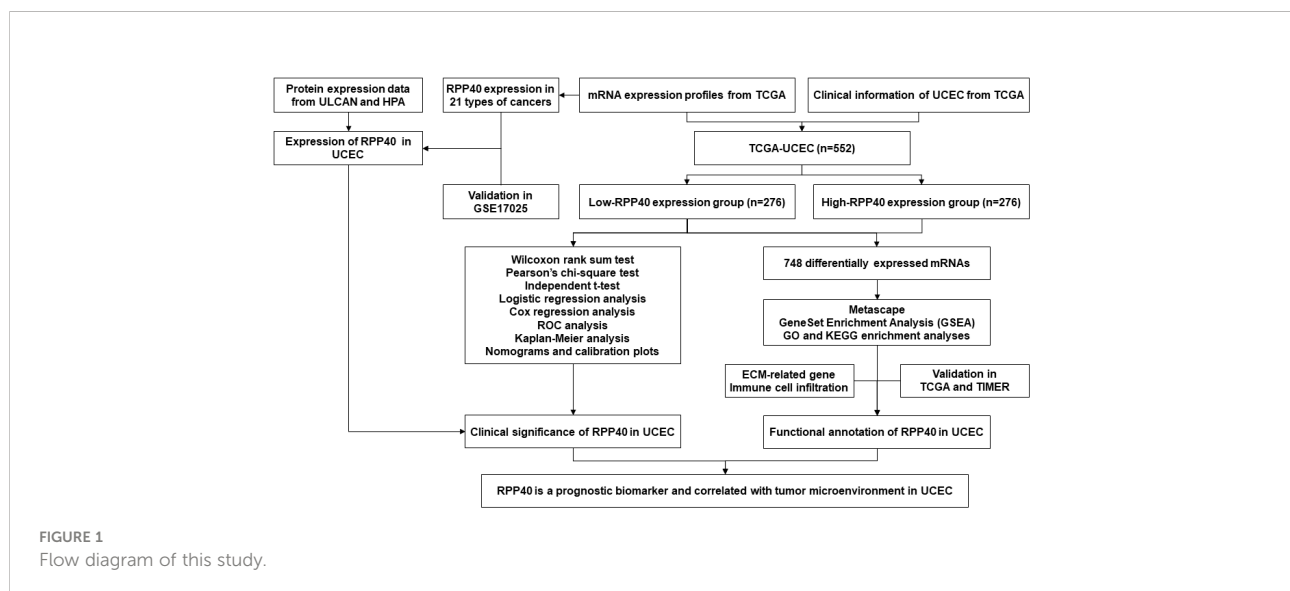 Protein expression data
from ULCAN and HPA
RPP40 expression in
21 types of cancers
mRNA expression profiles from TCGA
Clinical information of UCEC from TCGA
Expression of RPP40 in
UCEC
TCGA-UCEC (n=552)
Validation in
GSE17025
Low-RPP40 expression group (n=276)
High-RPP40 expression group (n=276)
Wilcoxon rank sum test
Pearson's chi-square test
Independent t-test
Logistic regression analysis
Cox regression analysis
ROC analysis
Kaplan-Meier analysis
Nomograms and calibration plots
748 differentially expressed mRNAs
Metascape
GeneSet Enrichment Analysis (GSEA)
GO and KEGG enrichment analyses
ECM-related gene
Immune cell infiltration
Validation in
TCGA and TIMER
Clinical significance of RPP40 in UCEC
Functional annotation of RPP40 in UCEC
RPP40 is a prognostic biomarker and correlated with tumor microenvironment in UCEC
FIGURE 1
Flow diagram of this study.